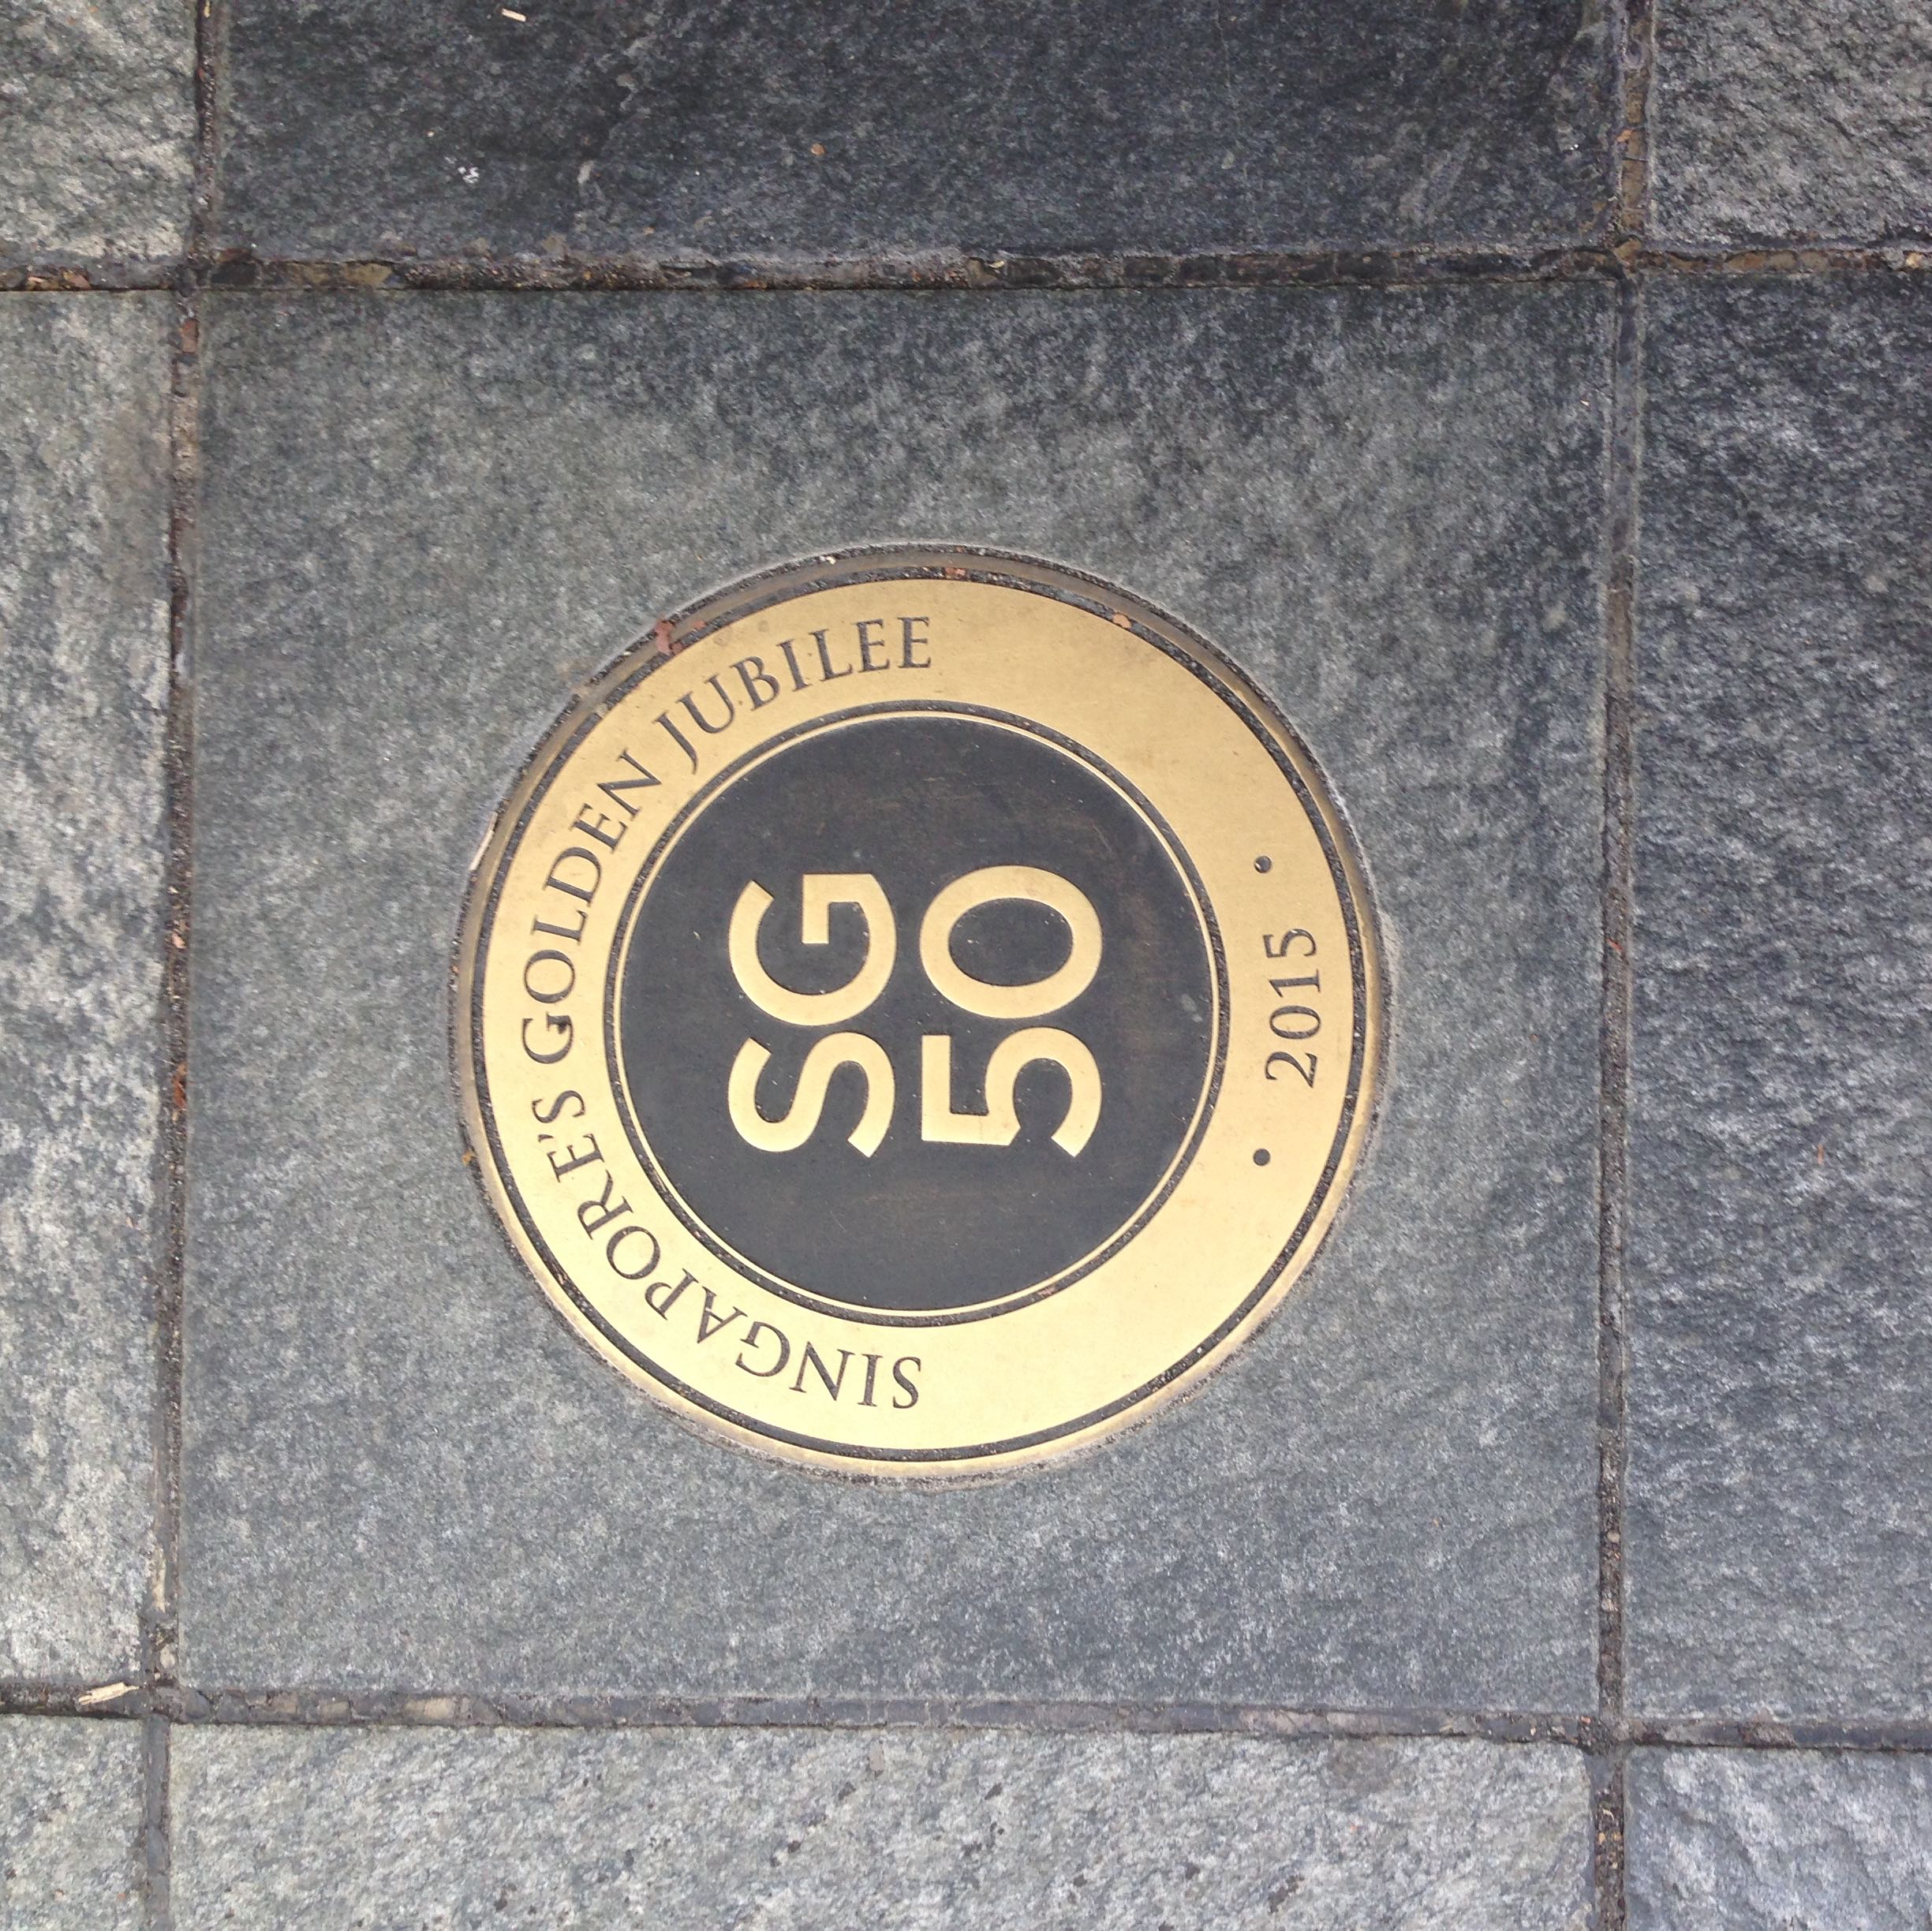 SINGAPORE'S GOLDEN JUBILEE
SG
50
• 2015 •